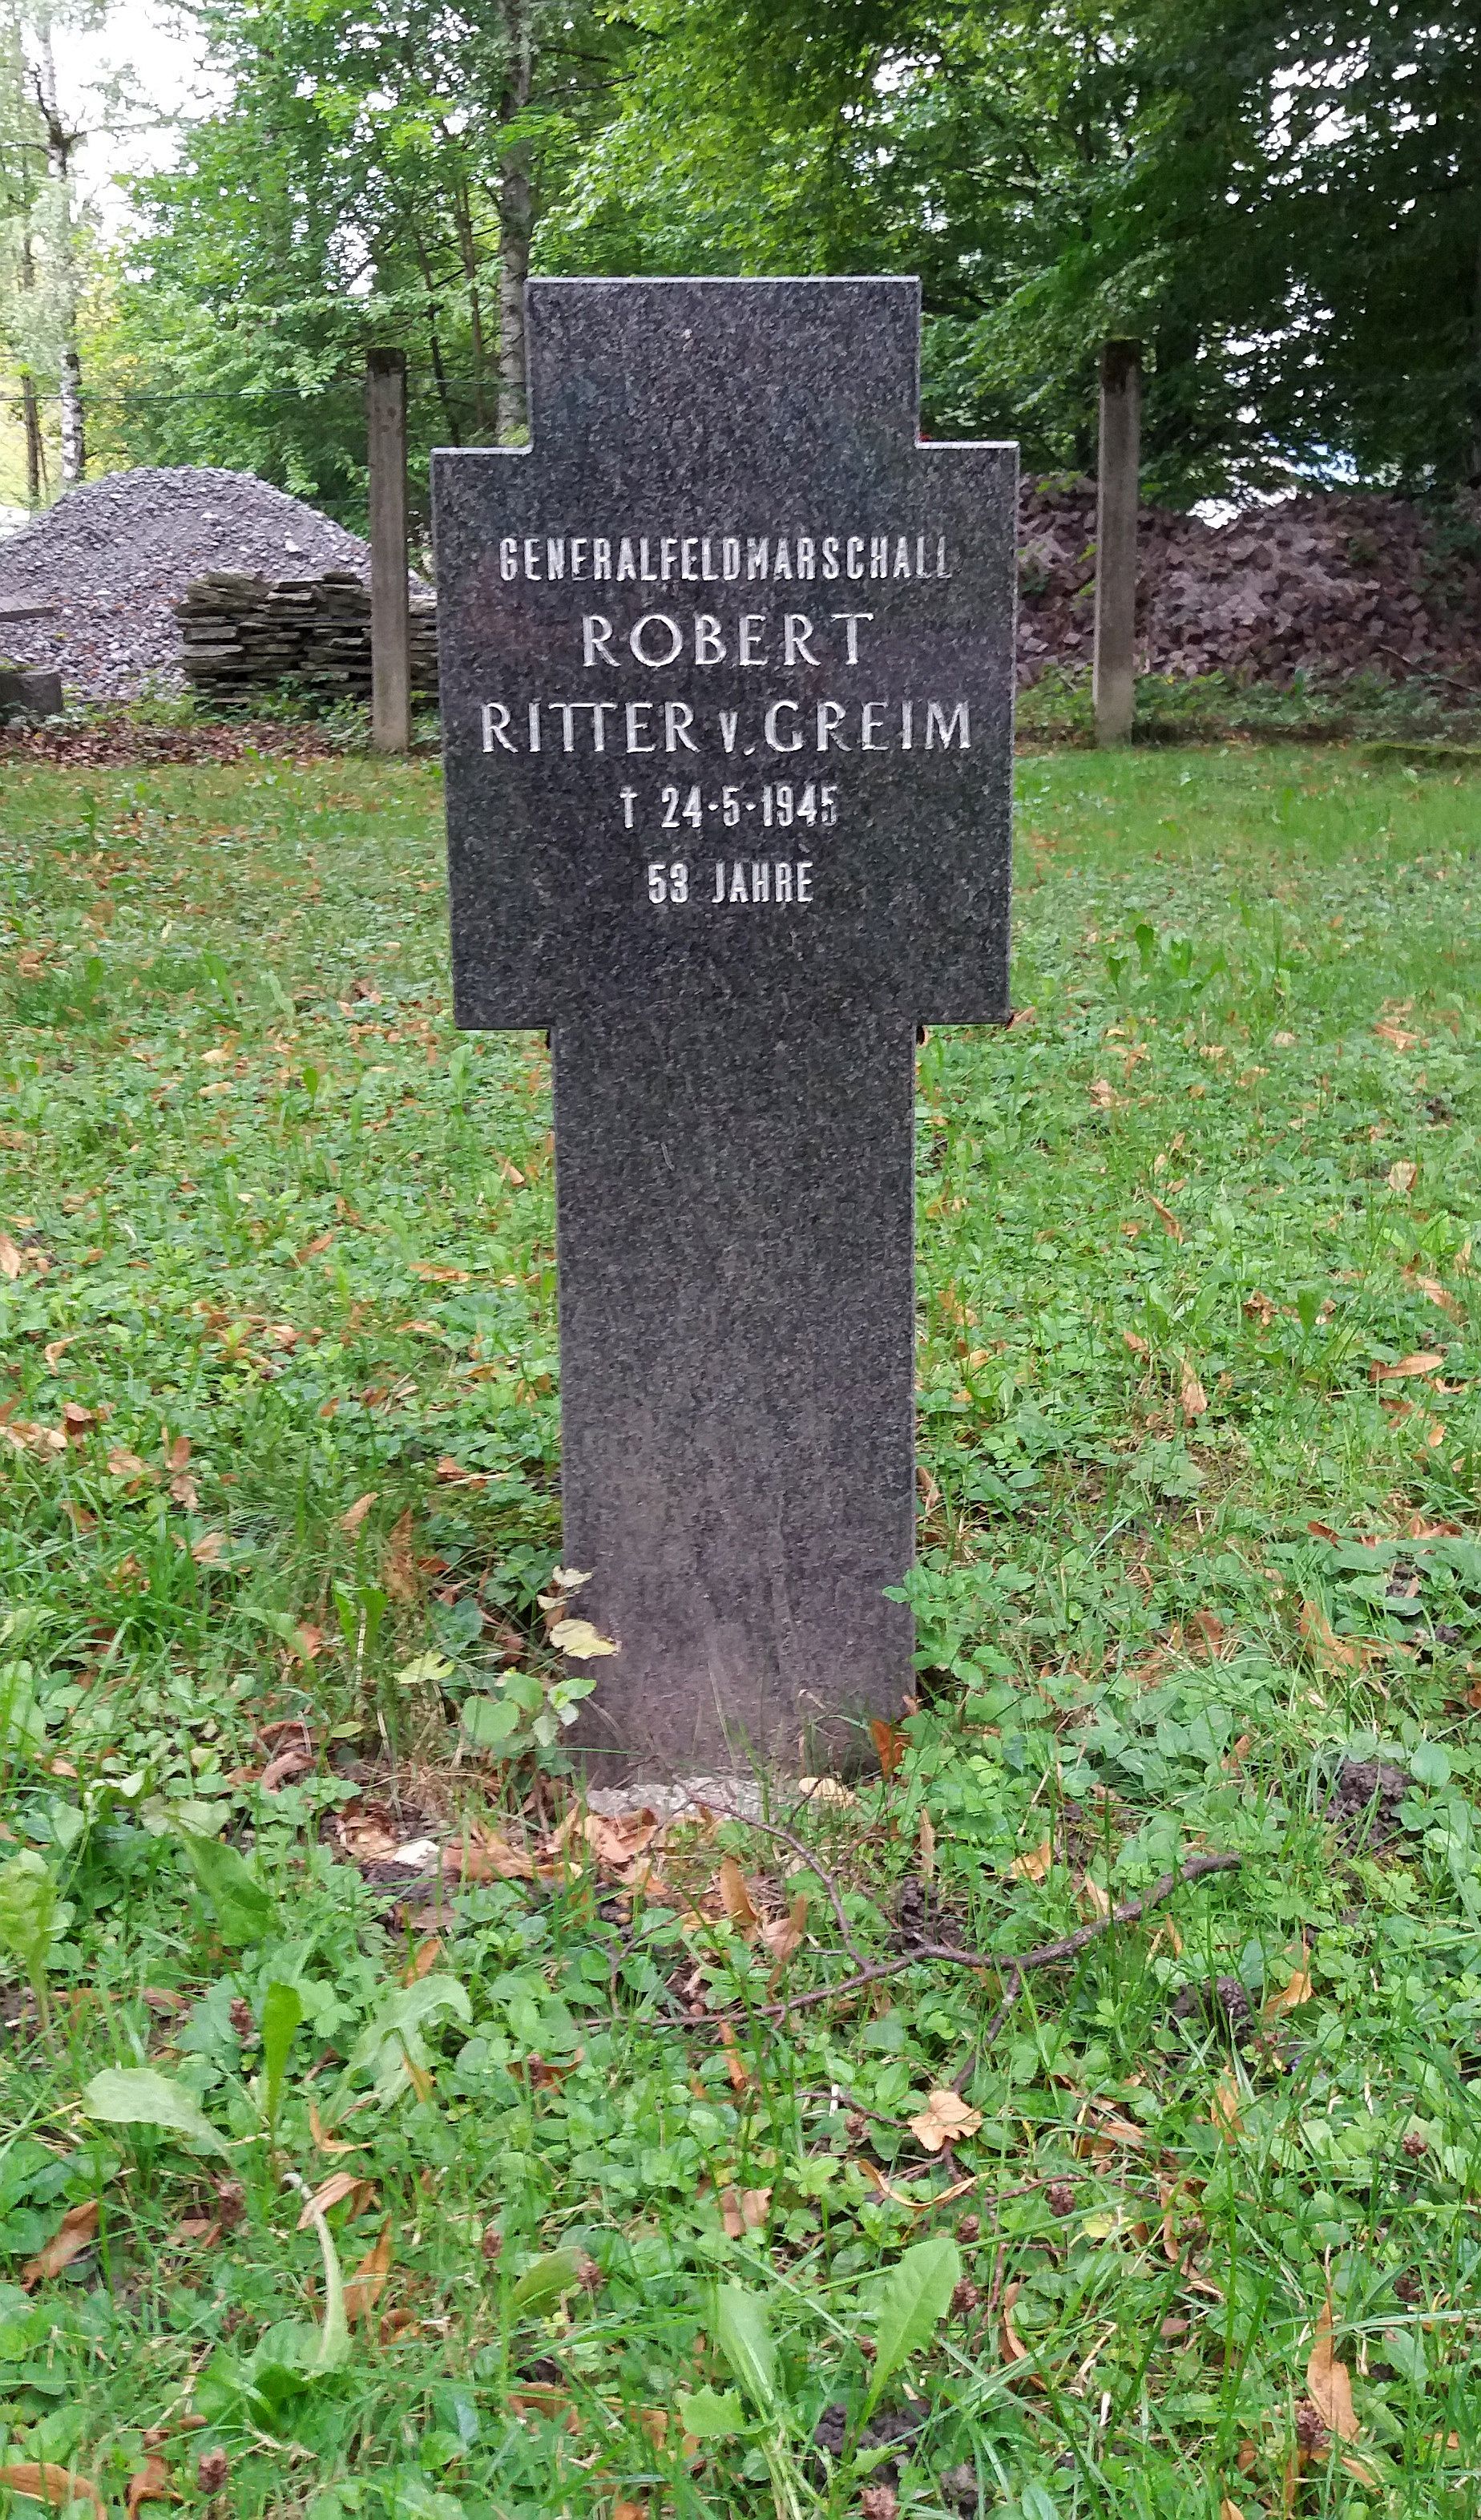 GENERALFELDMARSCHALL
ROBERT
RITTER v. GREIM
† 24·5·1945
53 JAHRE